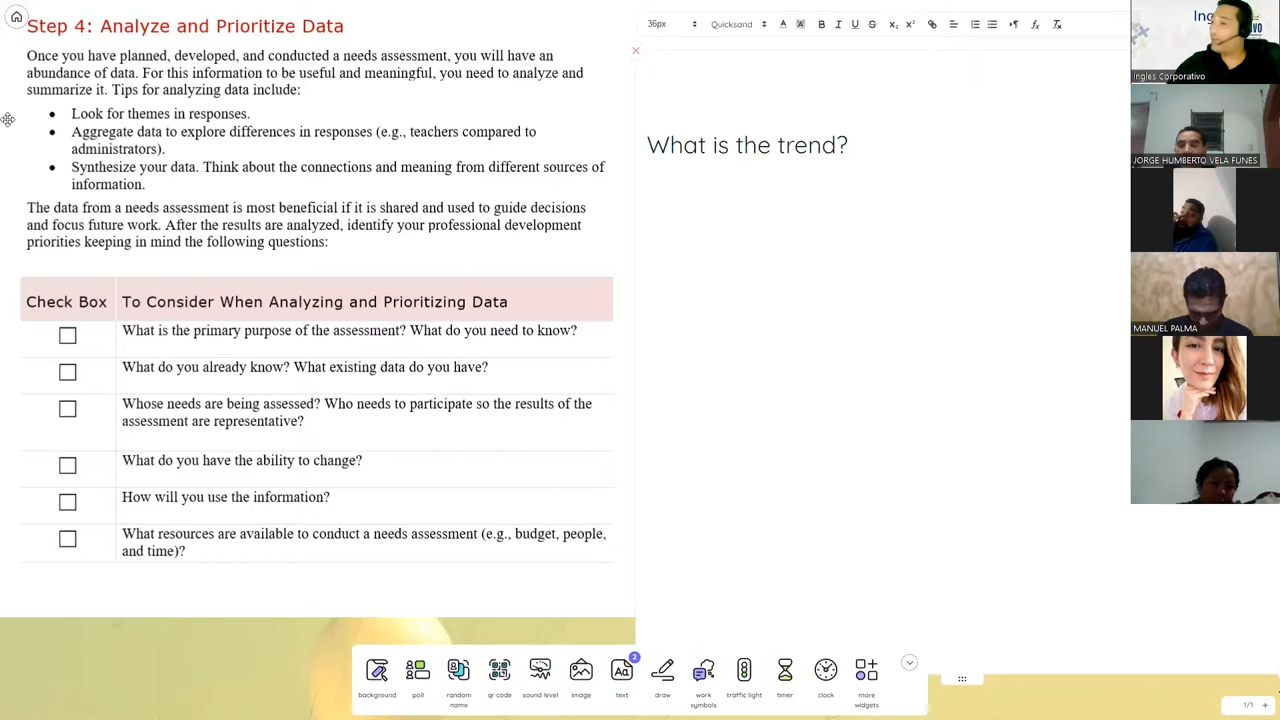 Step 4: Analyze and Prioritize Data
Once you have planned, developed, and conducted a needs assessment, you will have an
abundance of data. For this information to be useful and meaningful, you need to analyze and
summarize it. Tips for analyzing data include:
• Look for themes in responses.
• Aggregate data to explore differences in responses (e.g., teachers compared to
administrators).
• Synthesize your data. Think about the connections and meaning from different sources of
information.
The data from a needs assessment is most beneficial if it is shared and used to guide decisions
and focus future work. After the results are analyzed, identify your professional development
priorities keeping in mind the following questions:
Check Box To Consider When Analyzing and Prioritizing Data
What is the primary purpose of the assessment? What do you need to know?
What do you already know? What existing data do you have?
Whose needs are being assessed? Who needs to participate so the results of the
assessment are representative?
What do you have the ability to change?
How will you use the information?
What resources are available to conduct a needs assessment (e.g., budget, people,
and time)?
36px Quicksand
What is the trend?
Ingles Corporativo
JORGE HUMBERTO VELA FUNES
MANUEL PALMA
2
background poll random name qr code sound level image text draw work symbols traffic light timer clock more widgets
1/1